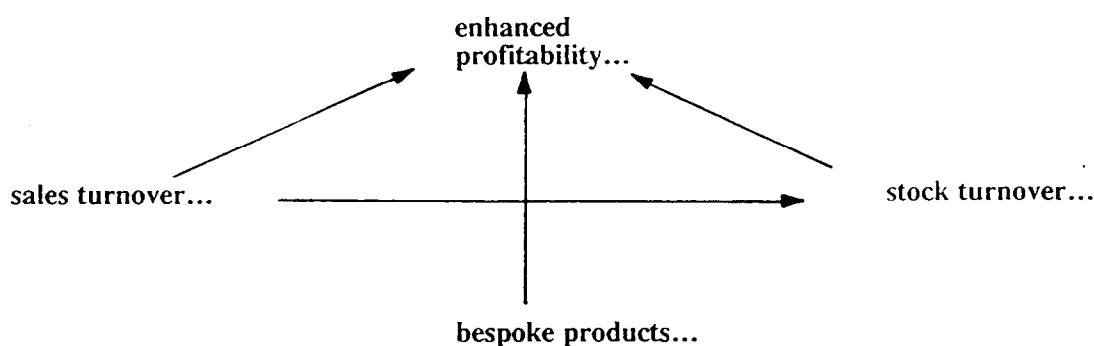 enhanced
profitability...
sales turnover...
stock turnover...
bespoke products...